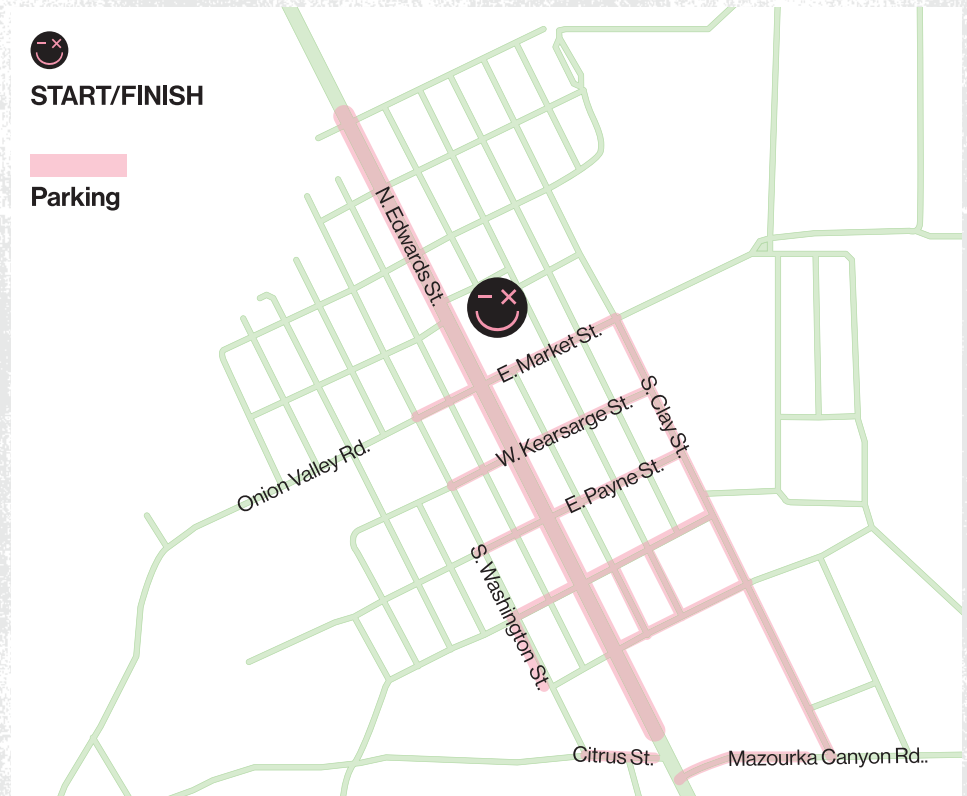 START/FINISH
Parking
N. Edwards St.
E. Market St.
S. Clay St.
W. Kearsarge St.
Onion Valley Rd.
E. Payne St.
S. Washington St.
Citrus St.
Mazourka Canyon Rd..